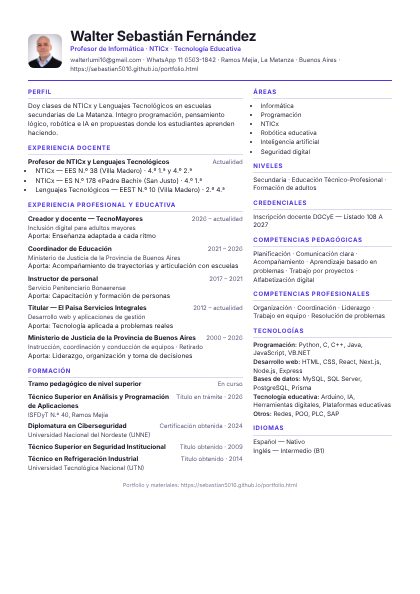 Walter Sebastián Fernández
Profesor de Informática · NTICx · Tecnología Educativa
walterlumi16@gmail.com · WhatsApp 11 0503-1842 · Ramos Mejía, La Matanza · Buenos Aires ·
https://sebastian5016.github.io/portfolio.html
PERFIL
Doy clases de NTICx y Lenguajes Tecnológicos en escuelas
secundarias de La Matanza. Integro programación, pensamiento
lógico, robótica e IA en propuestas donde los estudiantes aprenden
haciendo.
EXPERIENCIA DOCENTE
Profesor de NTICx y Lenguajes Tecnológicos Actualidad
• NTICx — EES N.º 38 (Villa Madero) · 4.º 1.ª y 4.º 2.ª
• NTICx — ES N.º 178 «Padre Bachi» (San Justo) · 4.º 1.ª
• Lenguajes Tecnológicos — EEST N.º 10 (Villa Madero) · 2.º 4.ª
EXPERIENCIA PROFESIONAL Y EDUCATIVA
Creador y docente — TecnoMayores 2020 – actualidad
Inclusión digital para adultos mayores
Aporta: Enseñanza adaptada a cada ritmo
Coordinador de Educación 2021 – 2026
Ministerio de Justicia de la Provincia de Buenos Aires
Aporta: Acompañamiento de trayectorias y articulación con escuelas
Instructor de personal 2017 – 2021
Servicio Penitenciario Bonaerense
Aporta: Capacitación y formación de personas
Titular — El Paisa Servicios Integrales 2012 – actualidad
Desarrollo web y aplicaciones de gestión
Aporta: Tecnología aplicada a problemas reales
Ministerio de Justicia de la Provincia de Buenos Aires 2000 – 2026
Instrucción, coordinación y conducción de equipos · Retirado
Aporta: Liderazgo, organización y toma de decisiones
FORMACIÓN
Tramo pedagógico de nivel superior En curso
Técnico Superior en Análisis y Programación Título en trámite · 2026
de Aplicaciones
ISFDyT N.º 40, Ramos Mejía
Diplomatura en Ciberseguridad Certificación obtenida · 2024
Universidad Nacional del Nordeste (UNNE)
Técnico Superior en Seguridad Institucional Título obtenido · 2009
Técnico en Refrigeración Industrial Título obtenido · 2014
Universidad Tecnológica Nacional (UTN)
ÁREAS
• Informática
• Programación
• NTICx
• Robótica educativa
• Inteligencia artificial
• Seguridad digital
NIVELES
Secundaria · Educación Técnico-Profesional ·
Formación de adultos
CREDENCIALES
Inscripción docente DGCyE — Listado 108 A
2027
COMPETENCIAS PEDAGÓGICAS
Planificación · Comunicación clara ·
Acompañamiento · Aprendizaje basado en
problemas · Trabajo por proyectos ·
Alfabetización digital
COMPETENCIAS PROFESIONALES
Organización · Coordinación · Liderazgo ·
Trabajo en equipo · Resolución de problemas
TECNOLOGÍAS
Programación: Python, C, C++, Java,
JavaScript, VB.NET
Desarrollo web: HTML, CSS, React, Next.js,
Node.js, Express
Bases de datos: MySQL, SQL Server,
PostgreSQL, Prisma
Tecnología educativa: Arduino, IA,
Herramientas digitales, Plataformas educativas
Otros: Redes, POO, PLC, SAP
IDIOMAS
Español — Nativo
Inglés — Intermedio (B1)
Portfolio y materiales: https://sebastian5016.github.io/portfolio.html